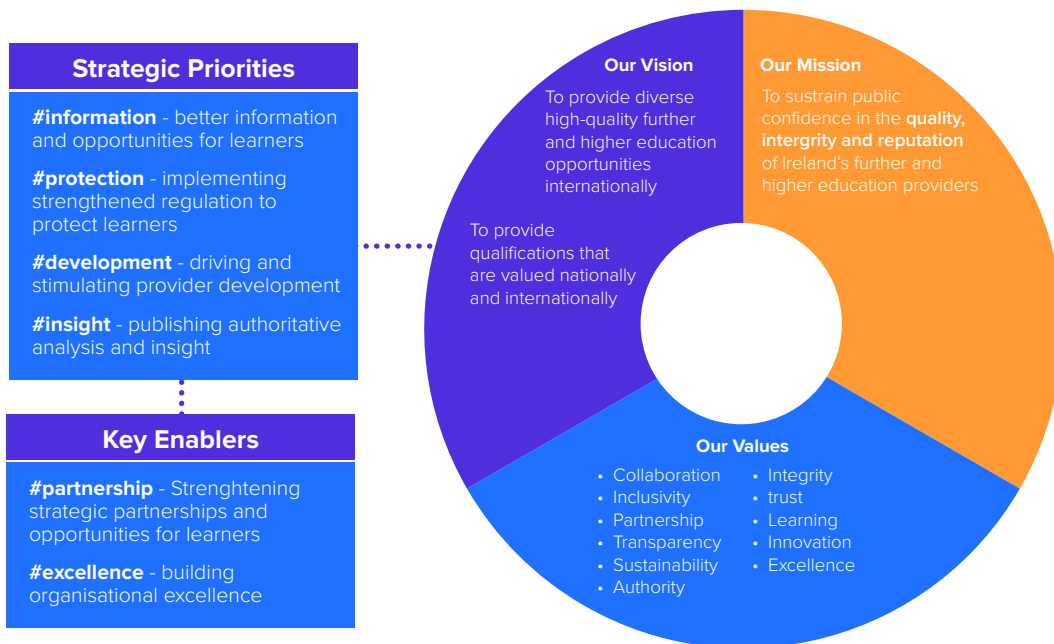 Strategic Priorities
#information - better information
and opportunities for learners
#protection - implementing
strengthened regulation to
protect learners
#development - driving and
stimulating provider development
#insight - publishing authoritative
analysis and insight
Key Enablers
#partnership - Strenghtening
strategic partnerships and
opportunities for learners
#excellence - building
organisational excellence
Our Vision
To provide diverse
high-quality further
and higher education
opportunities
internationally
To provide
qualifications that
are valued nationally
and internationally
Our Mission
To sustain public
confidence in the quality,
intergrity and reputation
of Ireland's further and
higher education providers
Our Values
• Collaboration
• Inclusivity
• Partnership
• Transparency
• Sustainability
• Authority
• Integrity
• trust
• Learning
• Innovation
• Excellence